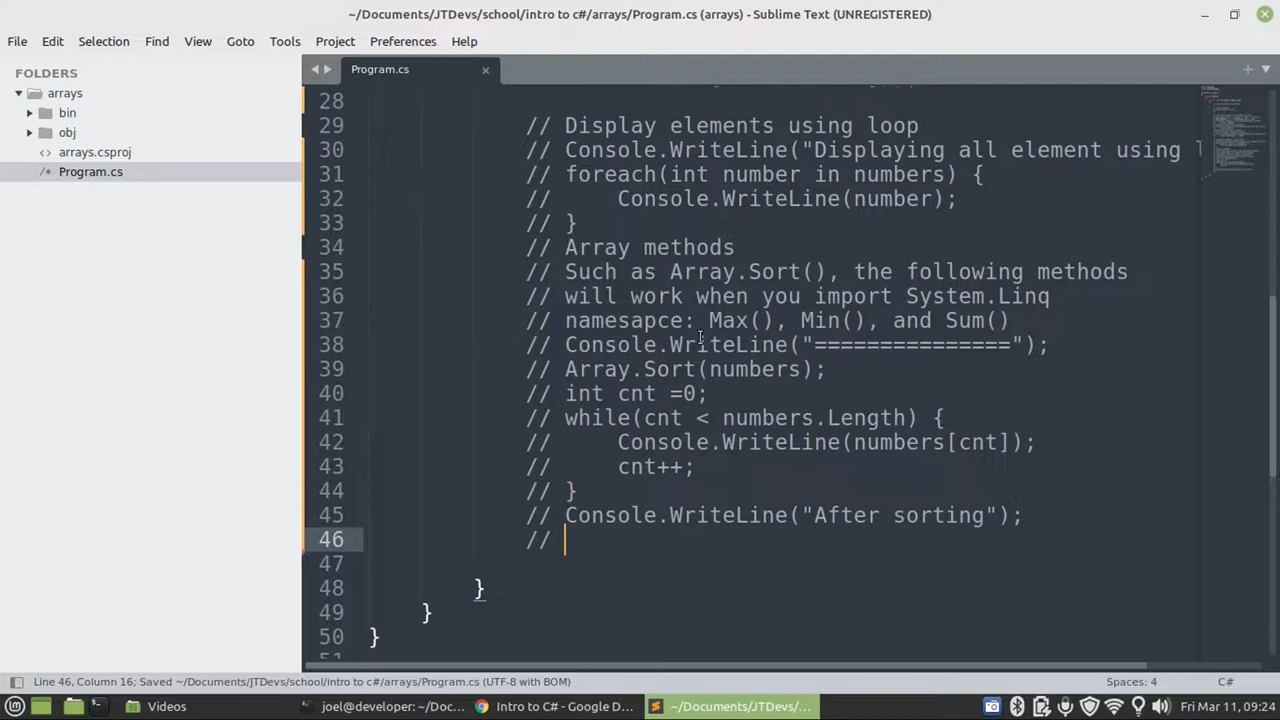 ~/Documents/JTDevs/school/intro to c#/arrays/Program.cs (arrays) - Sublime Text (UNREGISTERED)
File Edit Selection Find View Goto Tools Project Preferences Help
FOLDERS
arrays
bin
obj
<> arrays.csproj
/* Program.cs
Program.cs
28
29 // Display elements using loop
30 // Console.WriteLine("Displaying all element using l
31 // foreach(int number in numbers) {
32 //     Console.WriteLine(number);
33 // }
34 // Array methods
35 // Such as Array.Sort(), the following methods
36 // will work when you import System.Linq
37 // namesapce: Max(), Min(), and Sum()
38 // Console.WriteLine("===============");
39 // Array.Sort(numbers);
40 // int cnt =0;
41 // while(cnt < numbers.Length) {
42 //     Console.WriteLine(numbers[cnt]);
43 //     cnt++;
44 // }
45 // Console.WriteLine("After sorting");
46 //
47
48 }
49 }
50 }
Line 46, Column 16; Saved ~/Documents/JTDevs/school/intro to c#/arrays/Program.cs (UTF-8 with BOM) Spaces: 4 C#
Videos joel@developer: ~/Doc... Intro to C# - Google D... ~/Documents/JTDevs/... Fri Mar 11, 09:24